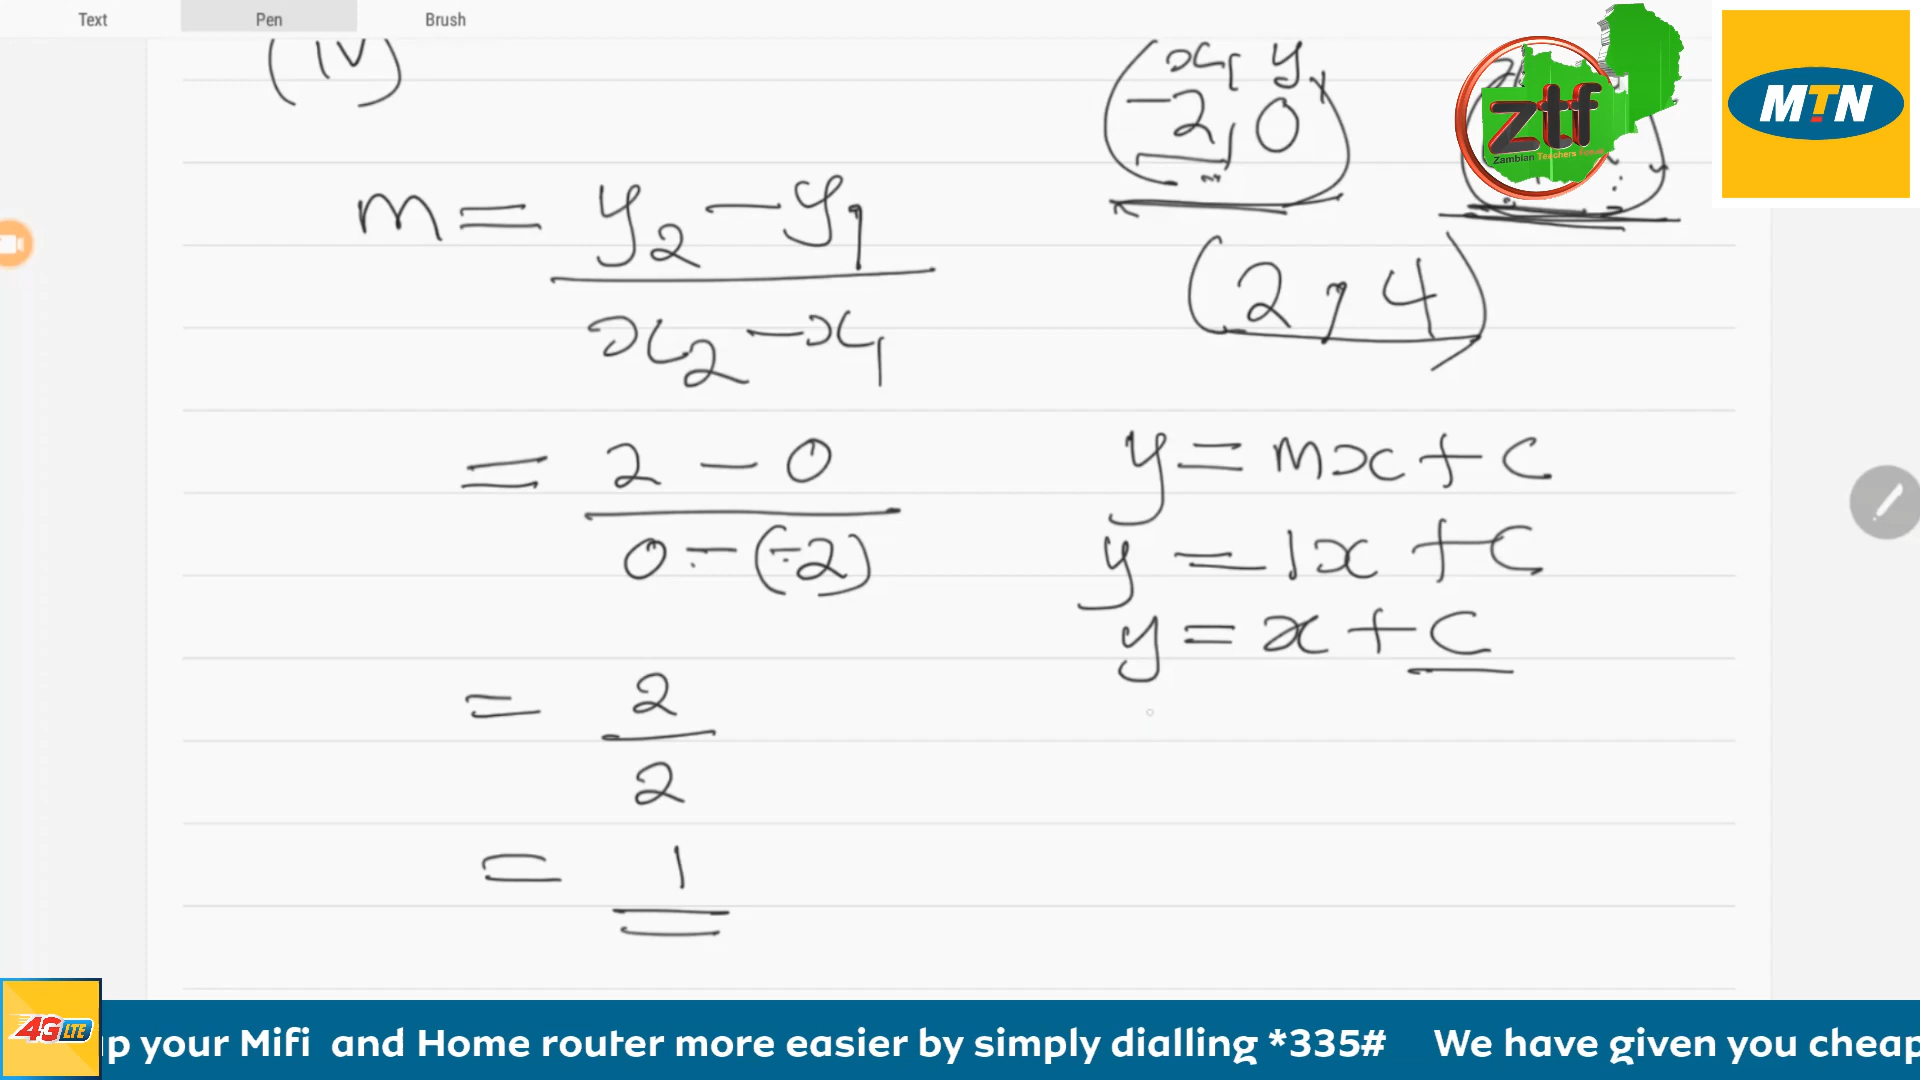 Text Pen Brush
(iv)
x₁ y₁
(-2, 0)
ztf
Zambian Teachers Forum
MTN
m = y₂ - y₁
x₂ - x₁
(2, 4)
= 2 - 0
0 - (-2)
y = mx + c
y = 1x + c
y = x + c
= 2
2
= 1
4G LTE
p your Mifi and Home router more easier by simply dialling *335# We have given you cheap